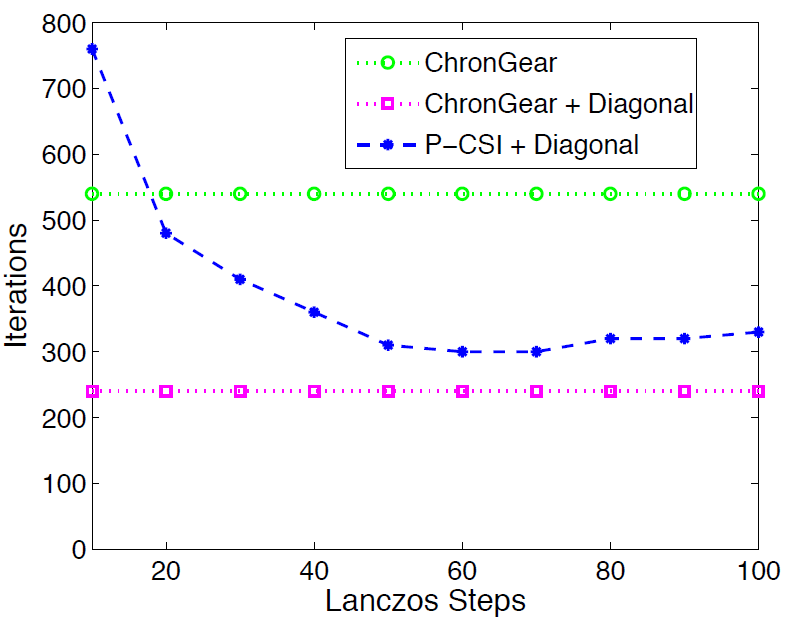 800
700
600
500
400
300
200
100
0
Iterations
ChronGear
ChronGear + Diagonal
P-CSI + Diagonal
20 40 60 80 100
Lanczos Steps